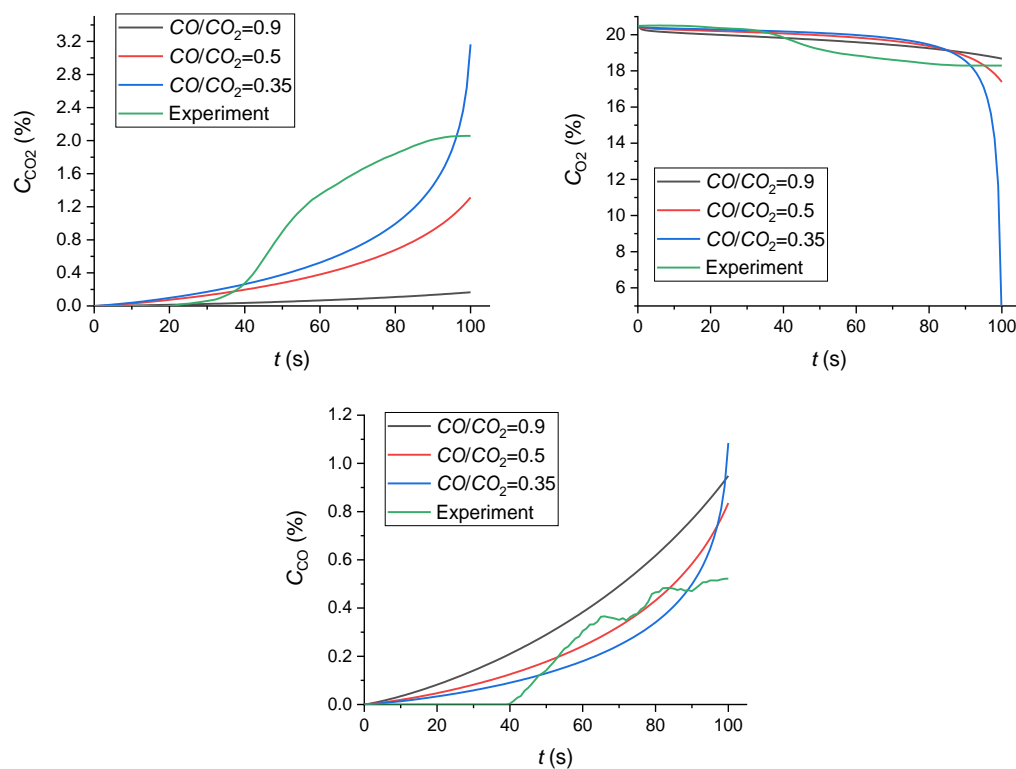 CO/CO2=0.9
CO/CO2=0.5
CO/CO2=0.35
Experiment
3.2
2.8
2.4
2.0
1.6
1.2
0.8
0.4
0.0
CCO2 (%)
0 20 40 60 80 100
t (s)
20
18
16
14
12
10
8
6
CO2 (%)
CO/CO2=0.9
CO/CO2=0.5
CO/CO2=0.35
Experiment
0 20 40 60 80 100
t (s)
1.2
1.0
0.8
0.6
0.4
0.2
0.0
CCO (%)
CO/CO2=0.9
CO/CO2=0.5
CO/CO2=0.35
Experiment
0 20 40 60 80 100
t (s)